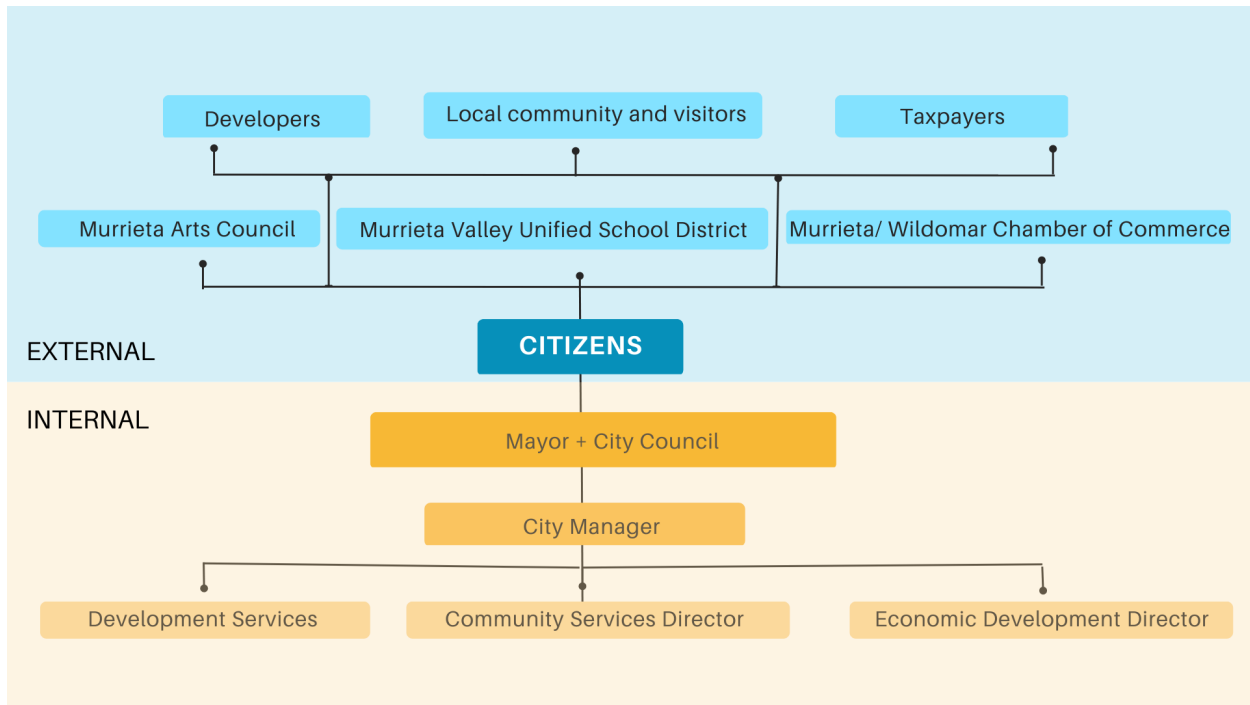 Developers
Local community and visitors
Taxpayers
Murrieta Arts Council
Murrieta Valley Unified School District
Murrieta/ Wildomar Chamber of Commerce
CITIZENS
EXTERNAL
INTERNAL
Mayor + City Council
City Manager
Development Services
Community Services Director
Economic Development Director